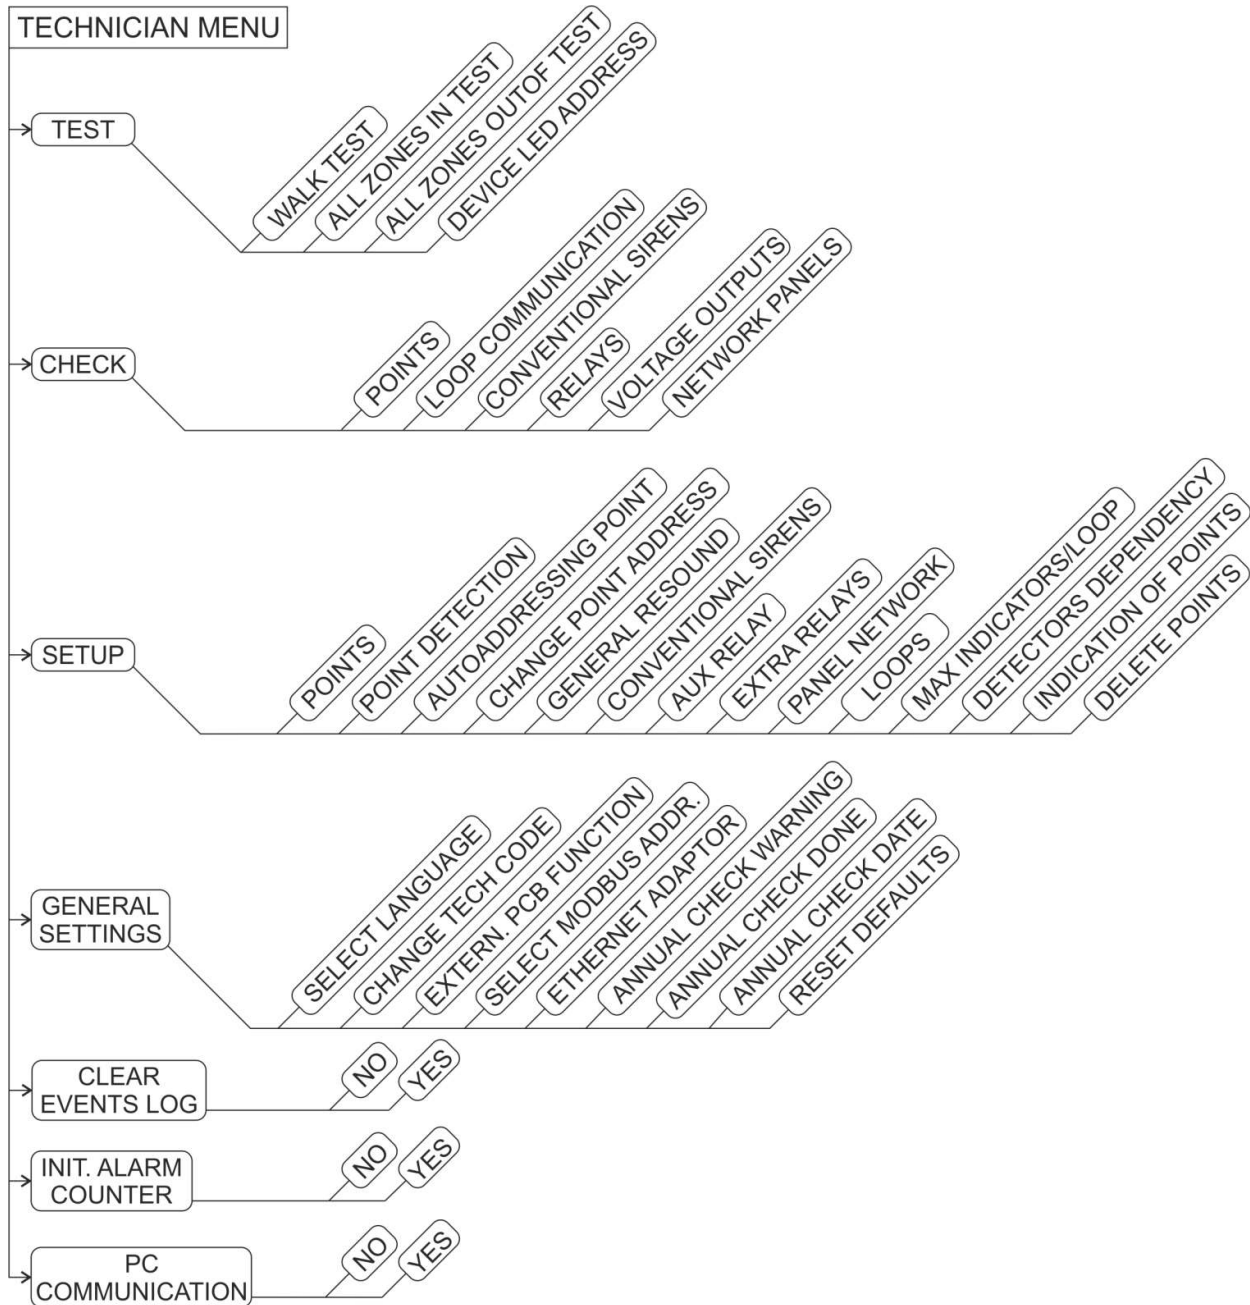 TECHNICIAN MENU
TEST
WALK TEST
ALL ZONES IN TEST
ALL ZONES OUTOF TEST
DEVICE LED ADDRESS
CHECK
POINTS
LOOP COMMUNICATION
CONVENTIONAL SIRENS
RELAYS
VOLTAGE OUTPUTS
NETWORK PANELS
SETUP
POINTS
POINT DETECTION
AUTOADDRESSING POINT
CHANGE POINT ADDRESS
GENERAL RESOUND
CONVENTIONAL SIRENS
AUX RELAY
EXTRA RELAYS
PANEL NETWORK
LOOPS
MAX INDICATORS/LOOP
DETECTORS DEPENDENCY
INDICATION OF POINTS
DELETE POINTS
GENERAL
SETTINGS
SELECT LANGUAGE
CHANGE TECH CODE
EXTERN. PCB FUNCTION
SELECT MODBUS ADDR.
ETHERNET ADAPTOR
ANNUAL CHECK WARNING
ANNUAL CHECK DONE
ANNUAL CHECK DATE
RESET DEFAULTS
CLEAR
EVENTS LOG
NO
YES
INIT. ALARM
COUNTER
NO
YES
PC
COMMUNICATION
NO
YES